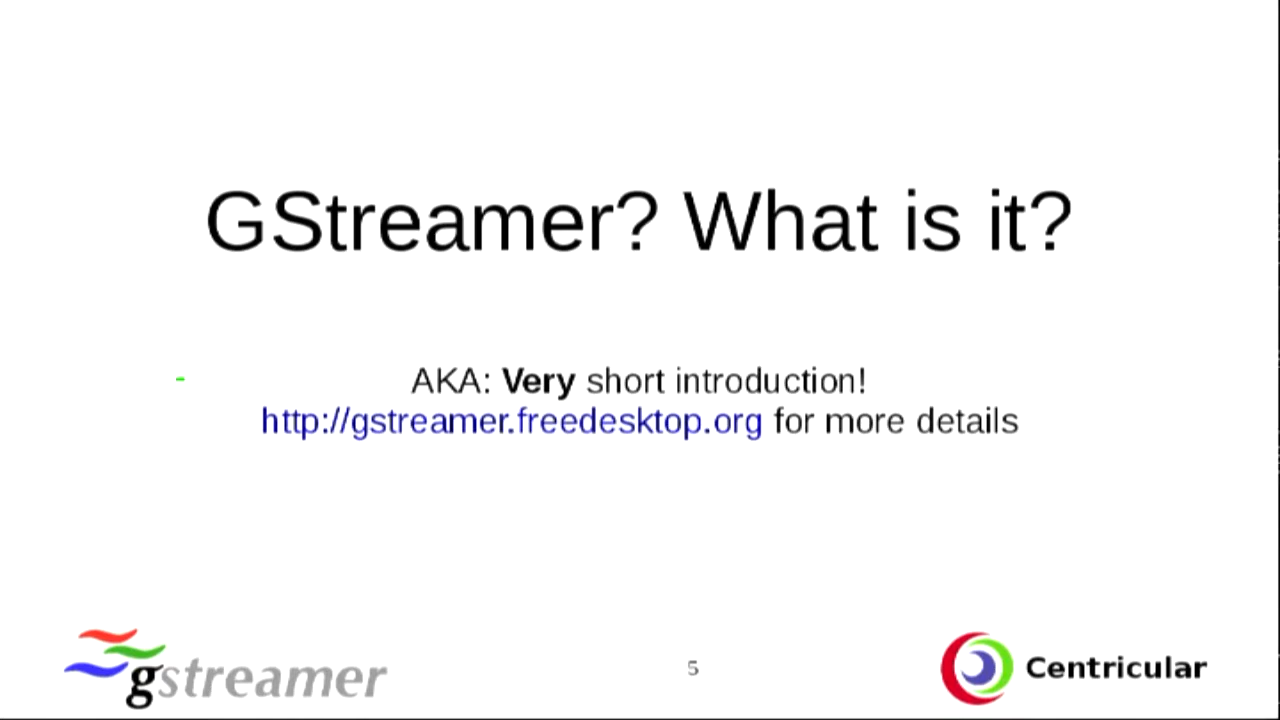 GStreamer? What is it?
AKA: Very short introduction!
http://gstreamer.freedesktop.org for more details
gstreamer
5
Centricular